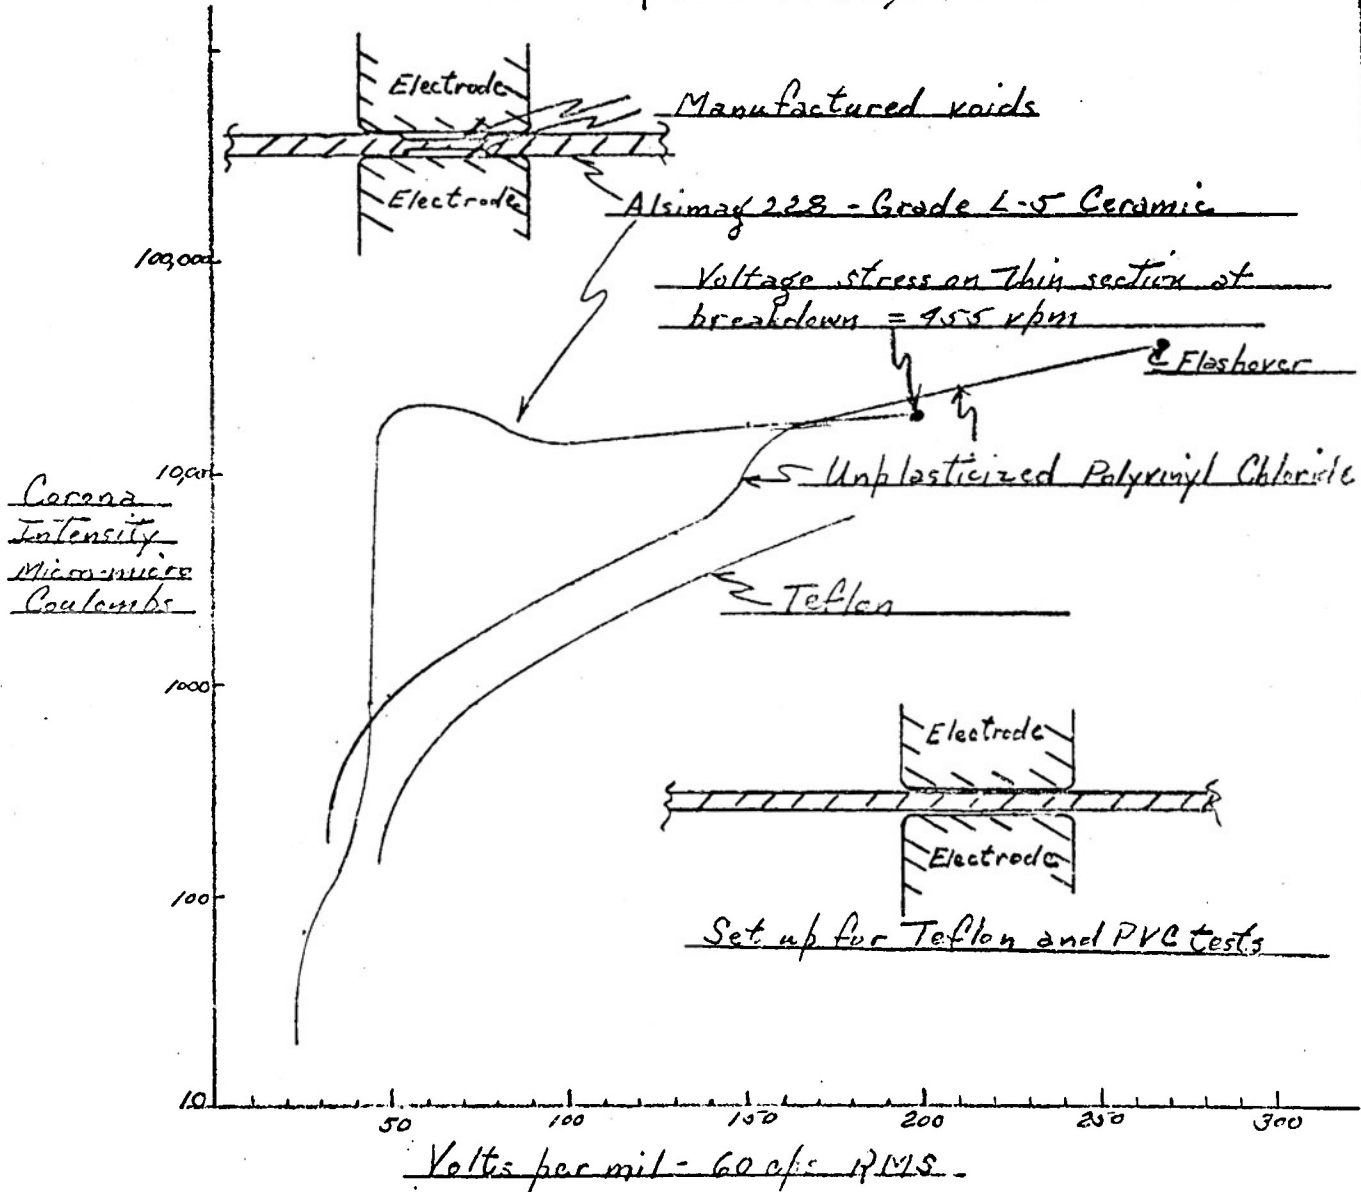 Electrode
Manufactured voids
Electrode
Alsimag 228 - Grade L-5 Ceramic
100,000
Voltage stress on Thin section at
breakdown = 455 vpm
Flashover
10,000
Unplasticized Polyvinyl Chloride
Corona
Intensity
Micro-micro
Coulombs
Teflon
1000
Electrode
Electrode
100
Set up for Teflon and PVC tests
10
50 100 150 200 250 300
Volts per mil - 60 cps RMS